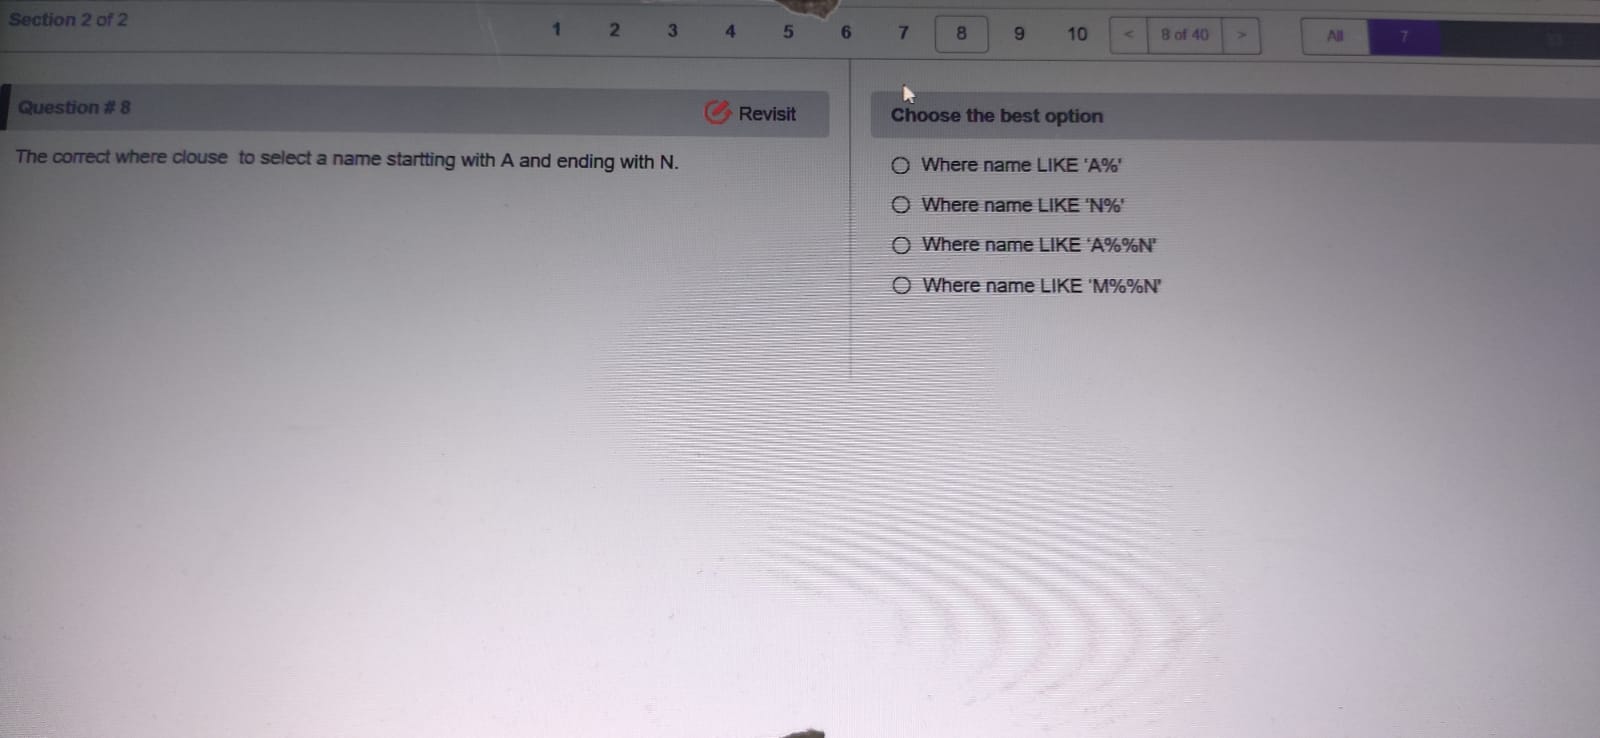 Section 2 of 2
1 2 3 4 5 6 7 8 9 10 < 8 of 40 > All 7
Question # 8
Revisit
The correct where clouse to select a name startting with A and ending with N.
Choose the best option
Where name LIKE 'A%'
Where name LIKE 'N%'
Where name LIKE 'A%%N'
Where name LIKE 'M%%N'